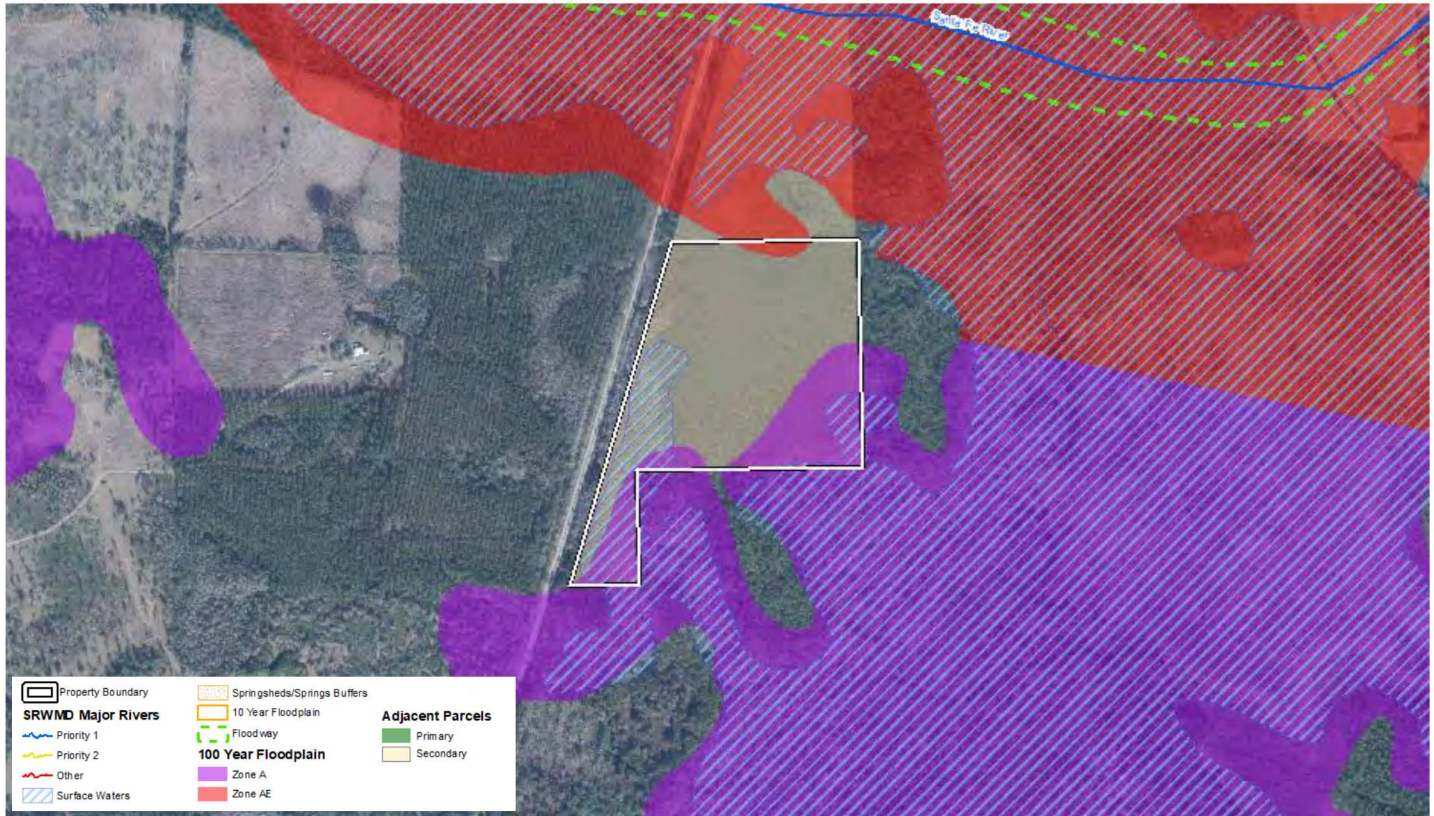 Santa Fe River
Property Boundary
SRWMD Major Rivers
Priority 1
Priority 2
Other
Surface Waters
Springsheds/Springs Buffers
10 Year Floodplain
Floodway
100 Year Floodplain
Zone A
Zone AE
Adjacent Parcels
Primary
Secondary